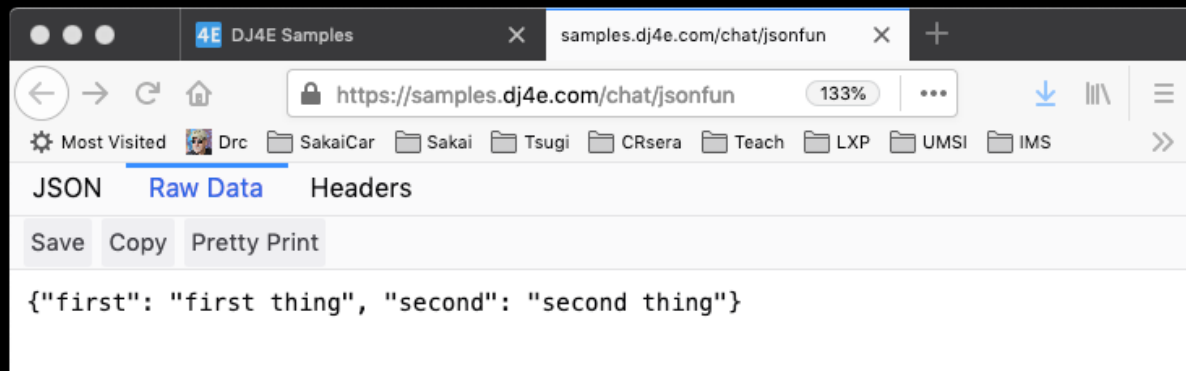 4E DJ4E Samples samples.dj4e.com/chat/jsonfun
https://samples.dj4e.com/chat/jsonfun 133%
Most Visited Drc SakaiCar Sakai Tsugi CRsera Teach LXP UMSI IMS
JSON Raw Data Headers
Save Copy Pretty Print
{"first": "first thing", "second": "second thing"}